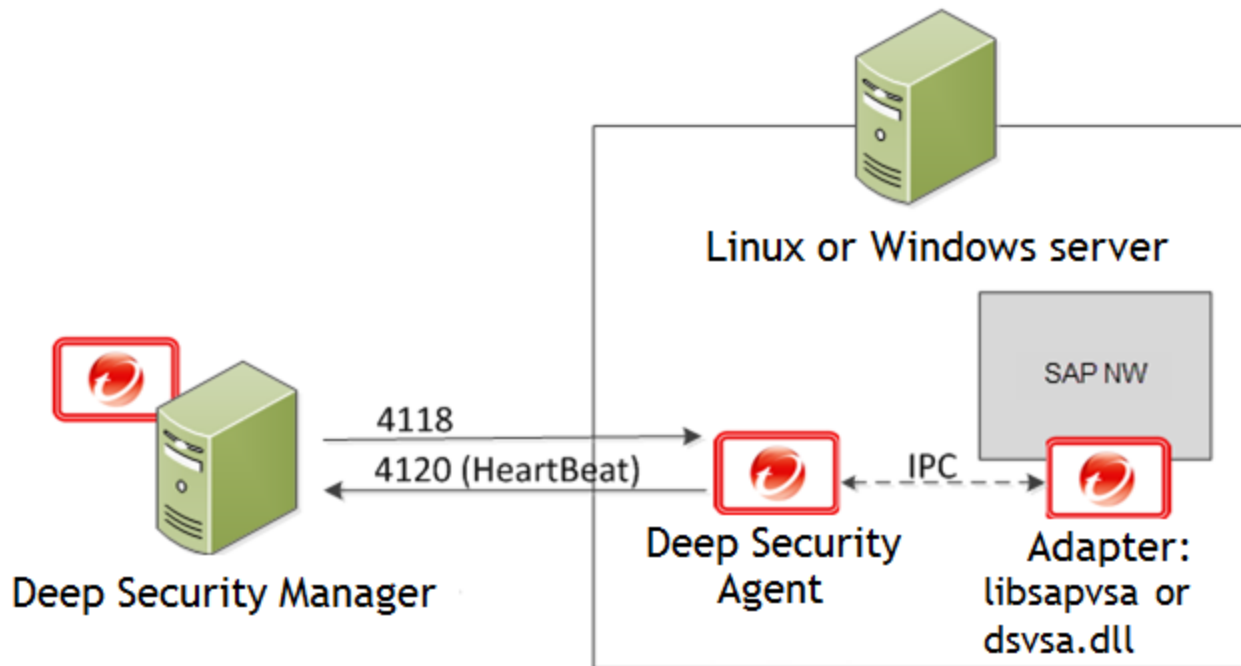 Linux or Windows server
SAP NW
4118
4120 (HeartBeat)
IPC
Deep Security Manager
Deep Security
Agent
Adapter:
libsapvsa or
dsvsa.dll